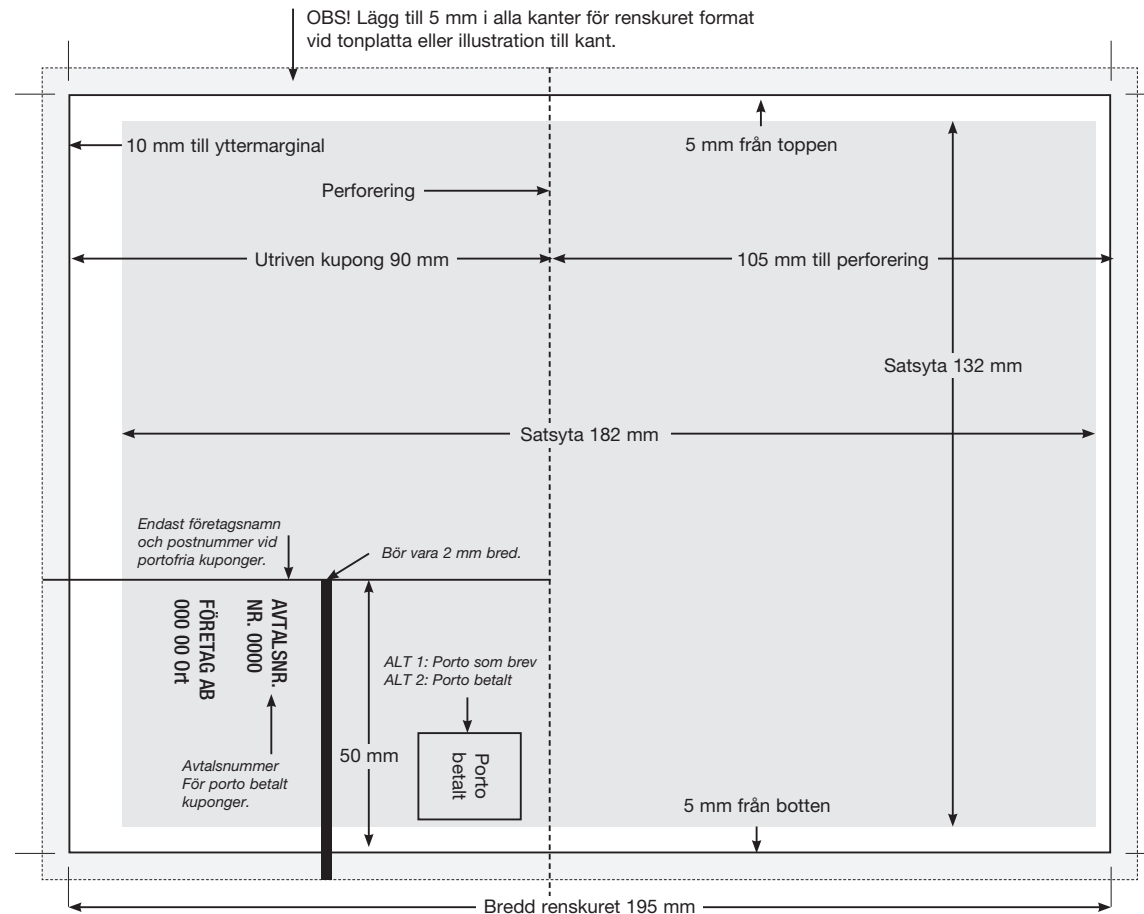 OBS! Lägg till 5 mm i alla kanter för renskuret format
vid tonplatta eller illustration till kant.
10 mm till yttermarginal
5 mm från toppen
Perforering
Utriven kupong 90 mm
105 mm till perforering
Satsyta 132 mm
Satsyta 182 mm
Endast företagsnamn
och postnummer vid
portofria kuponger.
Bör vara 2 mm bred.
AVTALSNR.
NR. 0000
FÖRETAG AB
000 00 Ort
ALT 1: Porto som brev
ALT 2: Porto betalt
50 mm
Porto
betalt
Avtalsnummer
För porto betalt
kuponger.
5 mm från botten
Bredd renskuret 195 mm